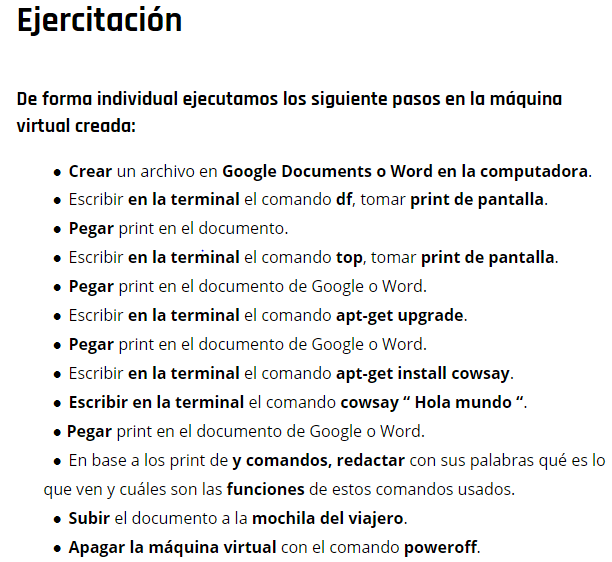 Ejercitación
De forma individual ejecutamos los siguiente pasos en la máquina
virtual creada:
● Crear un archivo en Google Documents o Word en la computadora.
● Escribir en la terminal el comando df, tomar print de pantalla.
● Pegar print en el documento.
● Escribir en la terminal el comando top, tomar print de pantalla.
● Pegar print en el documento de Google o Word.
● Escribir en la terminal el comando apt-get upgrade.
● Pegar print en el documento de Google o Word.
● Escribir en la terminal el comando apt-get install cowsay.
● Escribir en la terminal el comando cowsay “ Hola mundo “.
● Pegar print en el documento de Google o Word.
● En base a los print de y comandos, redactar con sus palabras qué es lo
que ven y cuáles son las funciones de estos comandos usados.
● Subir el documento a la mochila del viajero.
● Apagar la máquina virtual con el comando poweroff.